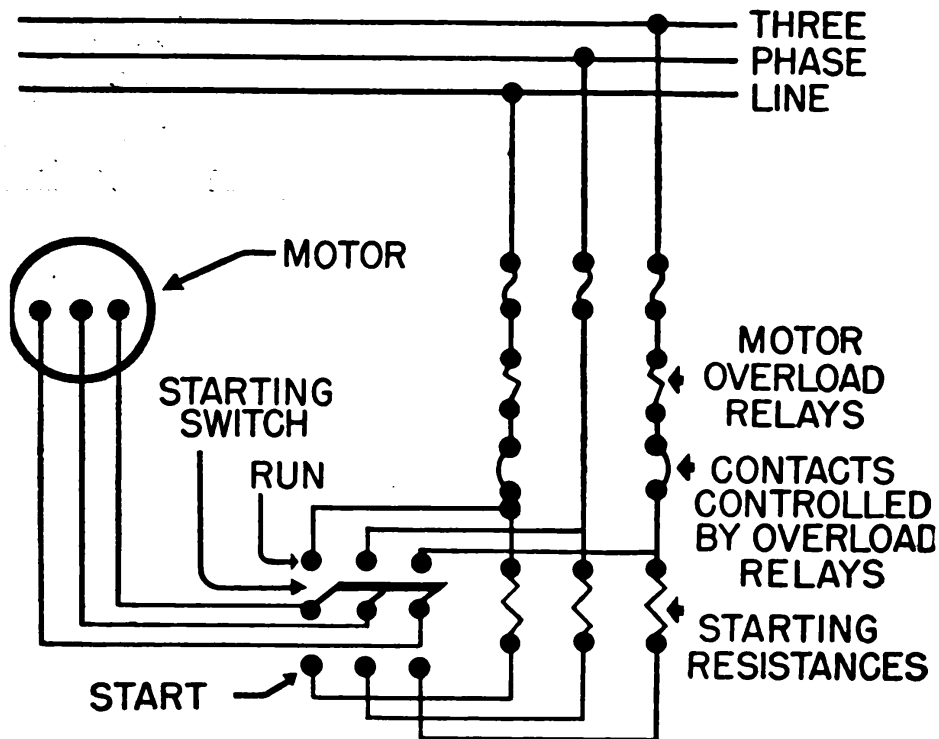 THREE
PHASE
LINE
MOTOR
MOTOR
OVERLOAD
RELAYS
STARTING
SWITCH
RUN
CONTACTS
CONTROLLED
BY OVERLOAD
RELAYS
STARTING
RESISTANCES
START